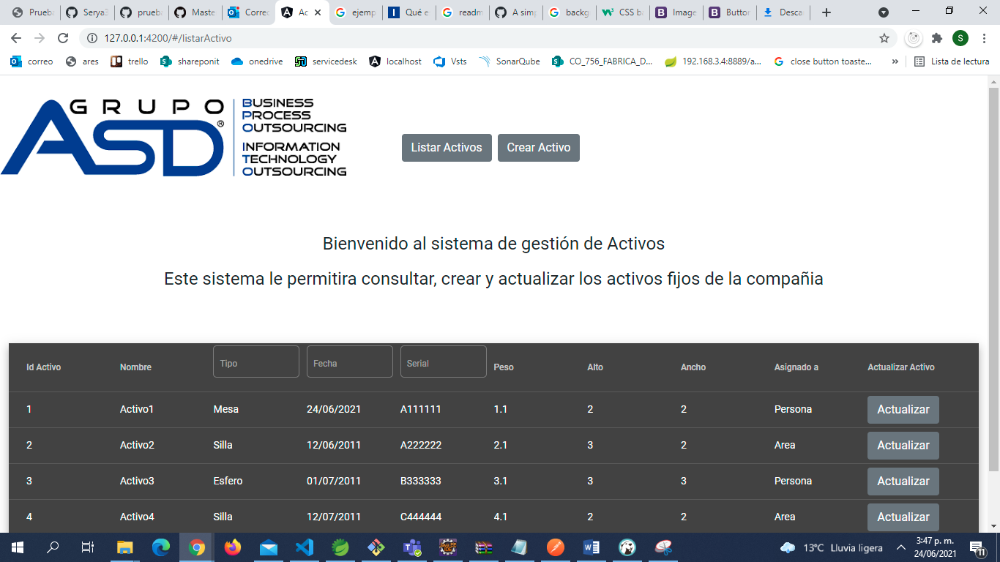 Prueba
Serya3
prueba
Maste
Corre
Ac
ejemp
Qué e
readm
A simp
backg
CSS ba
Image
Button
Desca
127.0.0.1:4200/#/listarActivo
S
correo
ares
trello
shareponit
onedrive
servicedesk
localhost
Vsts
SonarQube
CO_756_FABRICA_D...
192.168.3.4:8889/a...
close button toaste...
»
Lista de lectura
GRUPO
ASD®
BUSINESS
PROCESS
OUTSOURCING
INFORMATION
TECHNOLOGY
OUTSOURCING
Listar Activos
Crear Activo
Bienvenido al sistema de gestión de Activos
Este sistema le permitira consultar, crear y actualizar los activos fijos de la compañia
Id Activo Nombre Tipo Fecha Serial Peso Alto Ancho Asignado a Actualizar Activo
1 Activo1 Mesa 24/06/2021 A111111 1.1 2 2 Persona Actualizar
2 Activo2 Silla 12/06/2011 A222222 2.1 3 2 Area Actualizar
3 Activo3 Esfero 01/07/2011 B333333 3.1 3 3 Persona Actualizar
4 Activo4 Silla 12/07/2011 C444444 4.1 2 2 Area Actualizar
13°C Lluvia ligera
3:47 p. m.
24/06/2021
11